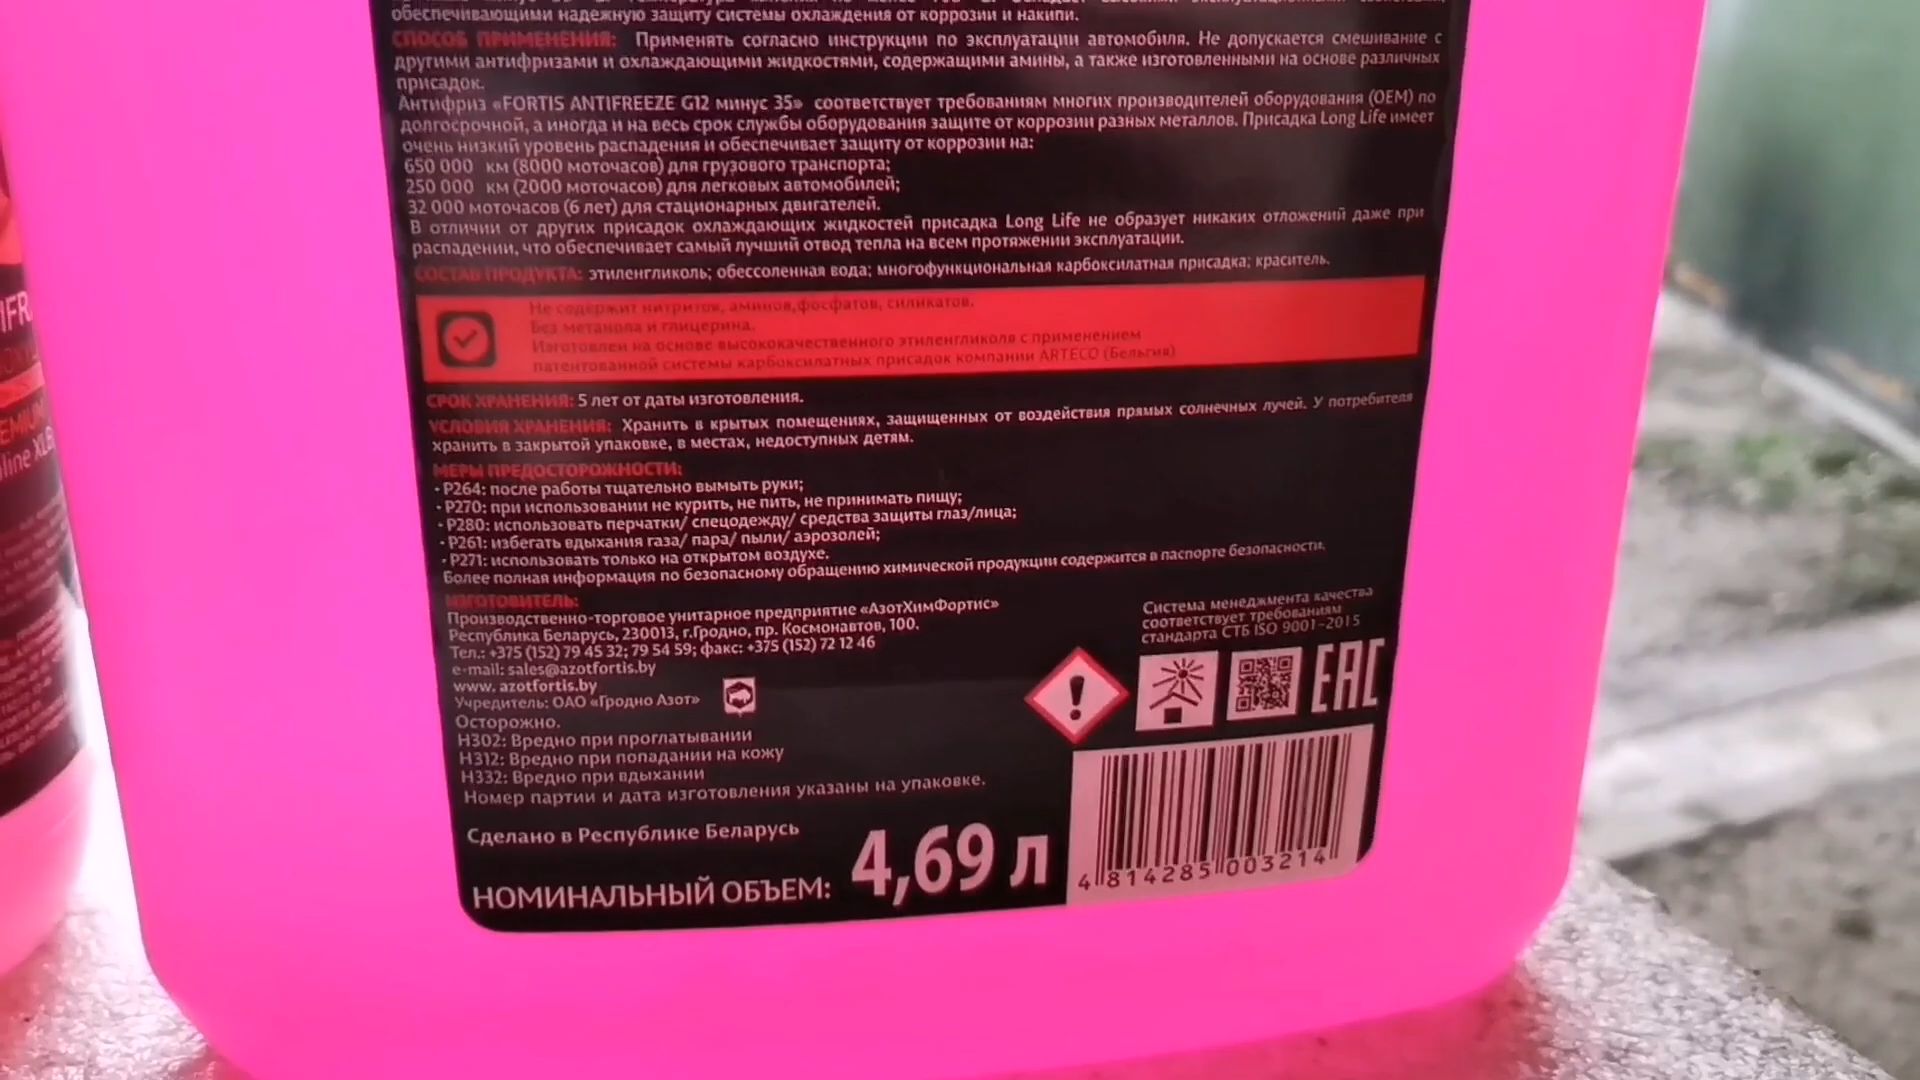 обеспечивающими надежную защиту системы охлаждения от коррозии и накипи.
СПОСОБ ПРИМЕНЕНИЯ: Применять согласно инструкции по эксплуатации автомобиля. Не допускается смешивание с
другими антифризами и охлаждающими жидкостями, содержащими амины, а также изготовленными на основе различных
присадок.
Антифриз «FORTIS ANTIFREEZE G12 минус 35» соответствует требованиям многих производителей оборудования (OEM) по
долгосрочной, а иногда и на весь срок службы оборудования защите от коррозии разных металлов. Присадка Long Life имеет
очень низкий уровень распадения и обеспечивает защиту от коррозии на:
650 000 км (8000 моточасов) для грузового транспорта;
250 000 км (2000 моточасов) для легковых автомобилей;
32 000 моточасов (6 лет) для стационарных двигателей.
В отличии от других присадок охлаждающих жидкостей присадка Long Life не образует никаких отложений даже при
распадении, что обеспечивает самый лучший отвод тепла на всем протяжении эксплуатации.
СОСТАВ ПРОДУКТА: этиленгликоль; обессоленная вода; многофункциональная карбоксилатная присадка; краситель.
Не содержит нитритов, аминов,фосфатов, силикатов.
Без метанола и глицерина.
Изготовлен на основе высококачественного этиленгликоля с применением
патентованной системы карбоксилатных присадок компании ARTECO (Бельгия)
СРОК ХРАНЕНИЯ: 5 лет от даты изготовления.
УСЛОВИЯ ХРАНЕНИЯ: Хранить в крытых помещениях, защищенных от воздействия прямых солнечных лучей. У потребителя
хранить в закрытой упаковке, в местах, недоступных детям.
МЕРЫ ПРЕДОСТОРОЖНОСТИ:
• P264: после работы тщательно вымыть руки;
• P270: при использовании не курить, не пить, не принимать пищу;
• P280: использовать перчатки/ спецодежду/ средства защиты глаз/лица;
• P261: избегать вдыхания газа/ пара/ пыли/ аэрозолей;
• P271: использовать только на открытом воздухе.
Более полная информация по безопасному обращению химической продукции содержится в паспорте безопасности.
ИЗГОТОВИТЕЛЬ:
Производственно-торговое унитарное предприятие «АзотХимФортис»
Республика Беларусь, 230013, г.Гродно, пр. Космонавтов, 100.
Тел.: +375 (152) 79 45 32; 79 54 59; факс: +375 (152) 72 12 46
e-mail: sales@azotfortis.by
www. azotfortis.by
Учредитель: ОАО «Гродно Азот»
Осторожно.
H302: Вредно при проглатывании
H312: Вредно при попадании на кожу
H332: Вредно при вдыхании
Номер партии и дата изготовления указаны на упаковке.
Сделано в Республике Беларусь
НОМИНАЛЬНЫЙ ОБЪЕМ: 4,69 л
Система менеджмента качества
соответствует требованиям
стандарта СТБ ISO 9001-2015
EAC
4 814285 003214